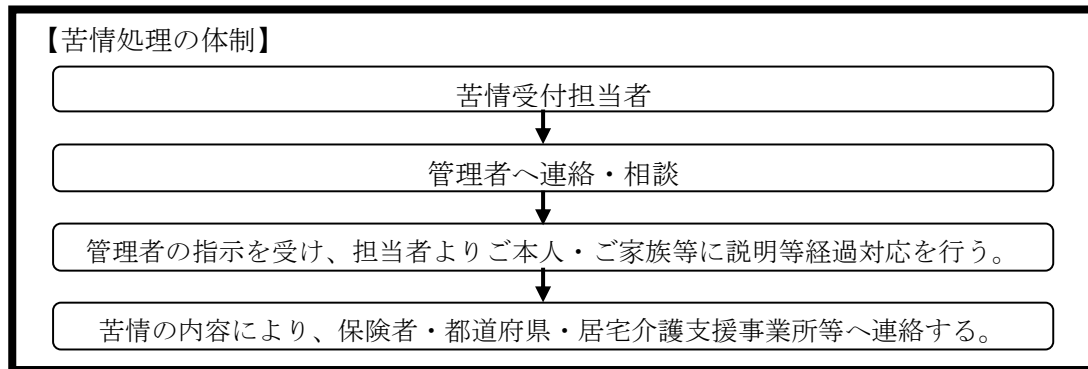 【苦情処理の体制】
苦情受付担当者
管理者へ連絡・相談
管理者の指示を受け、担当者よりご本人・ご家族等に説明等経過対応を行う。
苦情の内容により、保険者・都道府県・居宅介護支援事業所等へ連絡する。